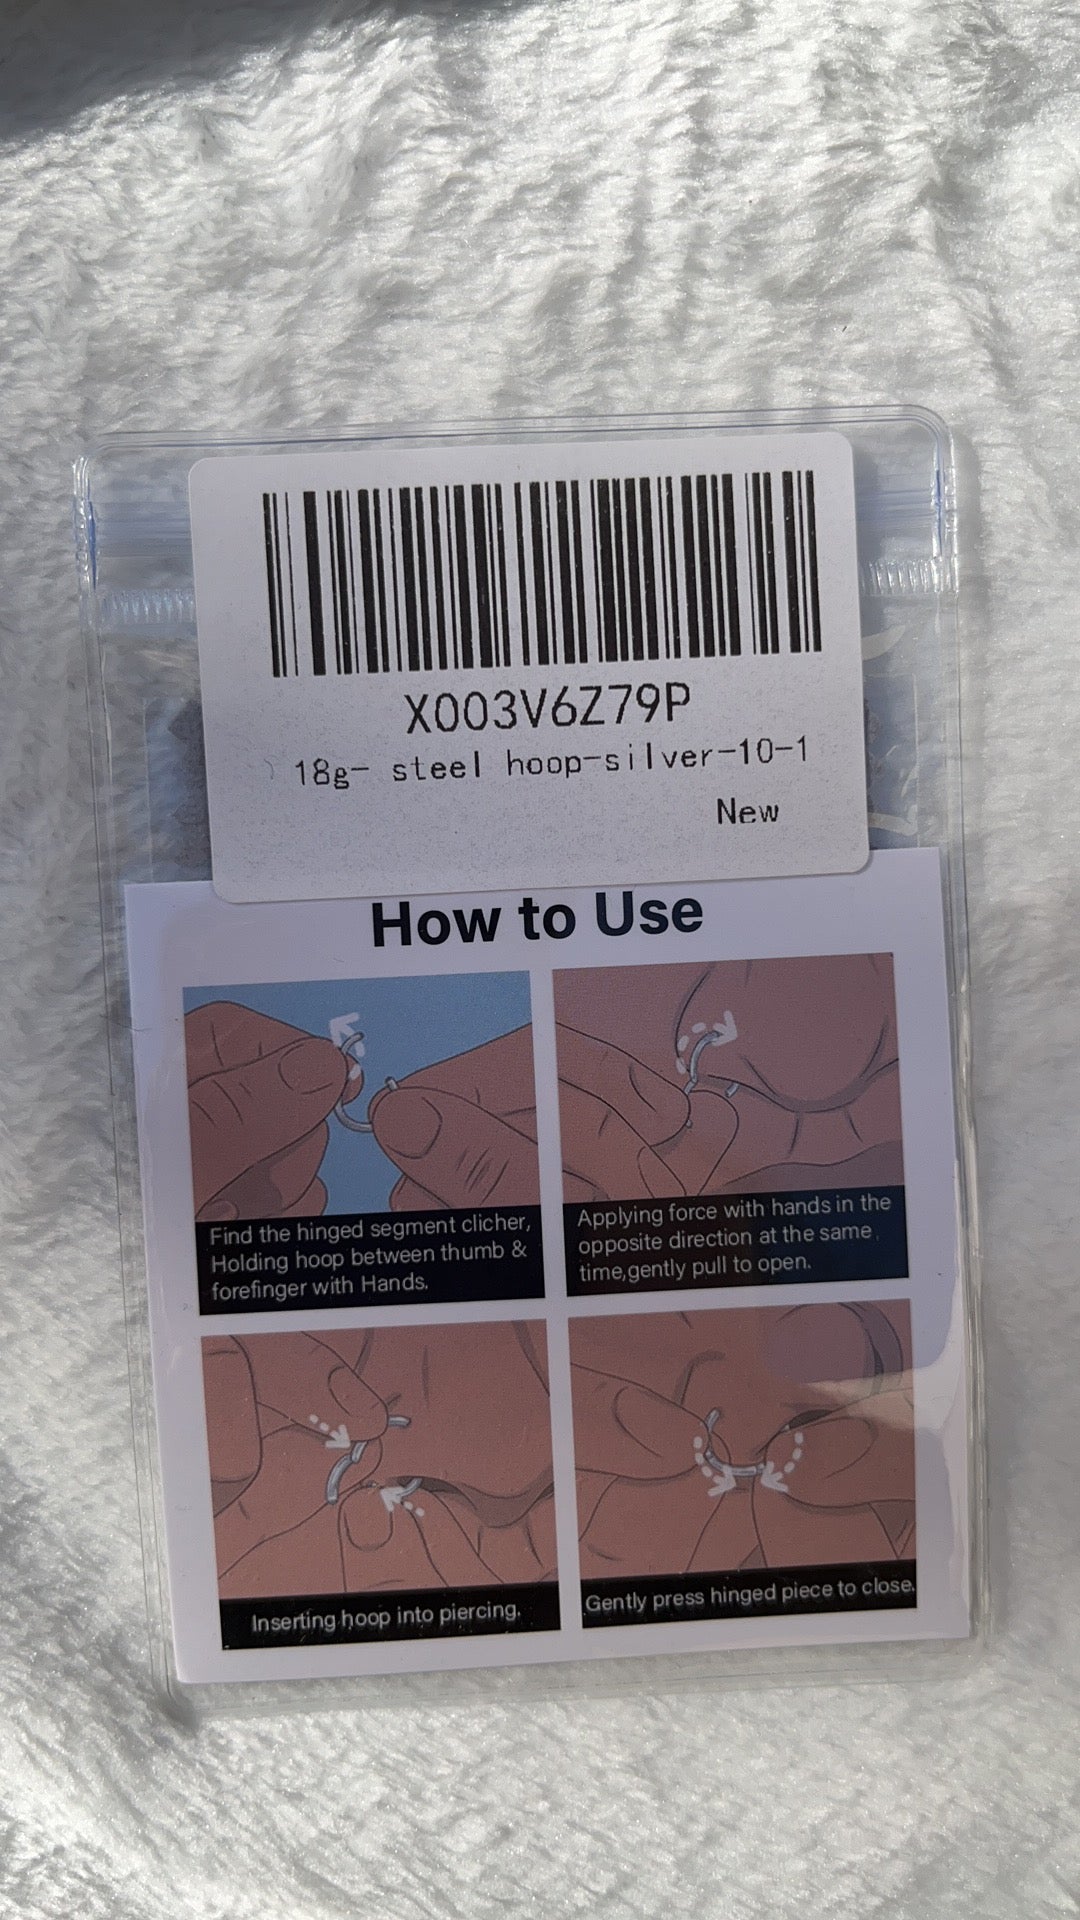 X003V6Z79P
18g- steel hoop-silver-10-1
New
How to Use
Find the hinged segment clicher,
Holding hoop between thumb &
forefinger with Hands.
Applying force with hands in the
opposite direction at the same
time,gently pull to open.
Inserting hoop into piercing.
Gently press hinged piece to close.